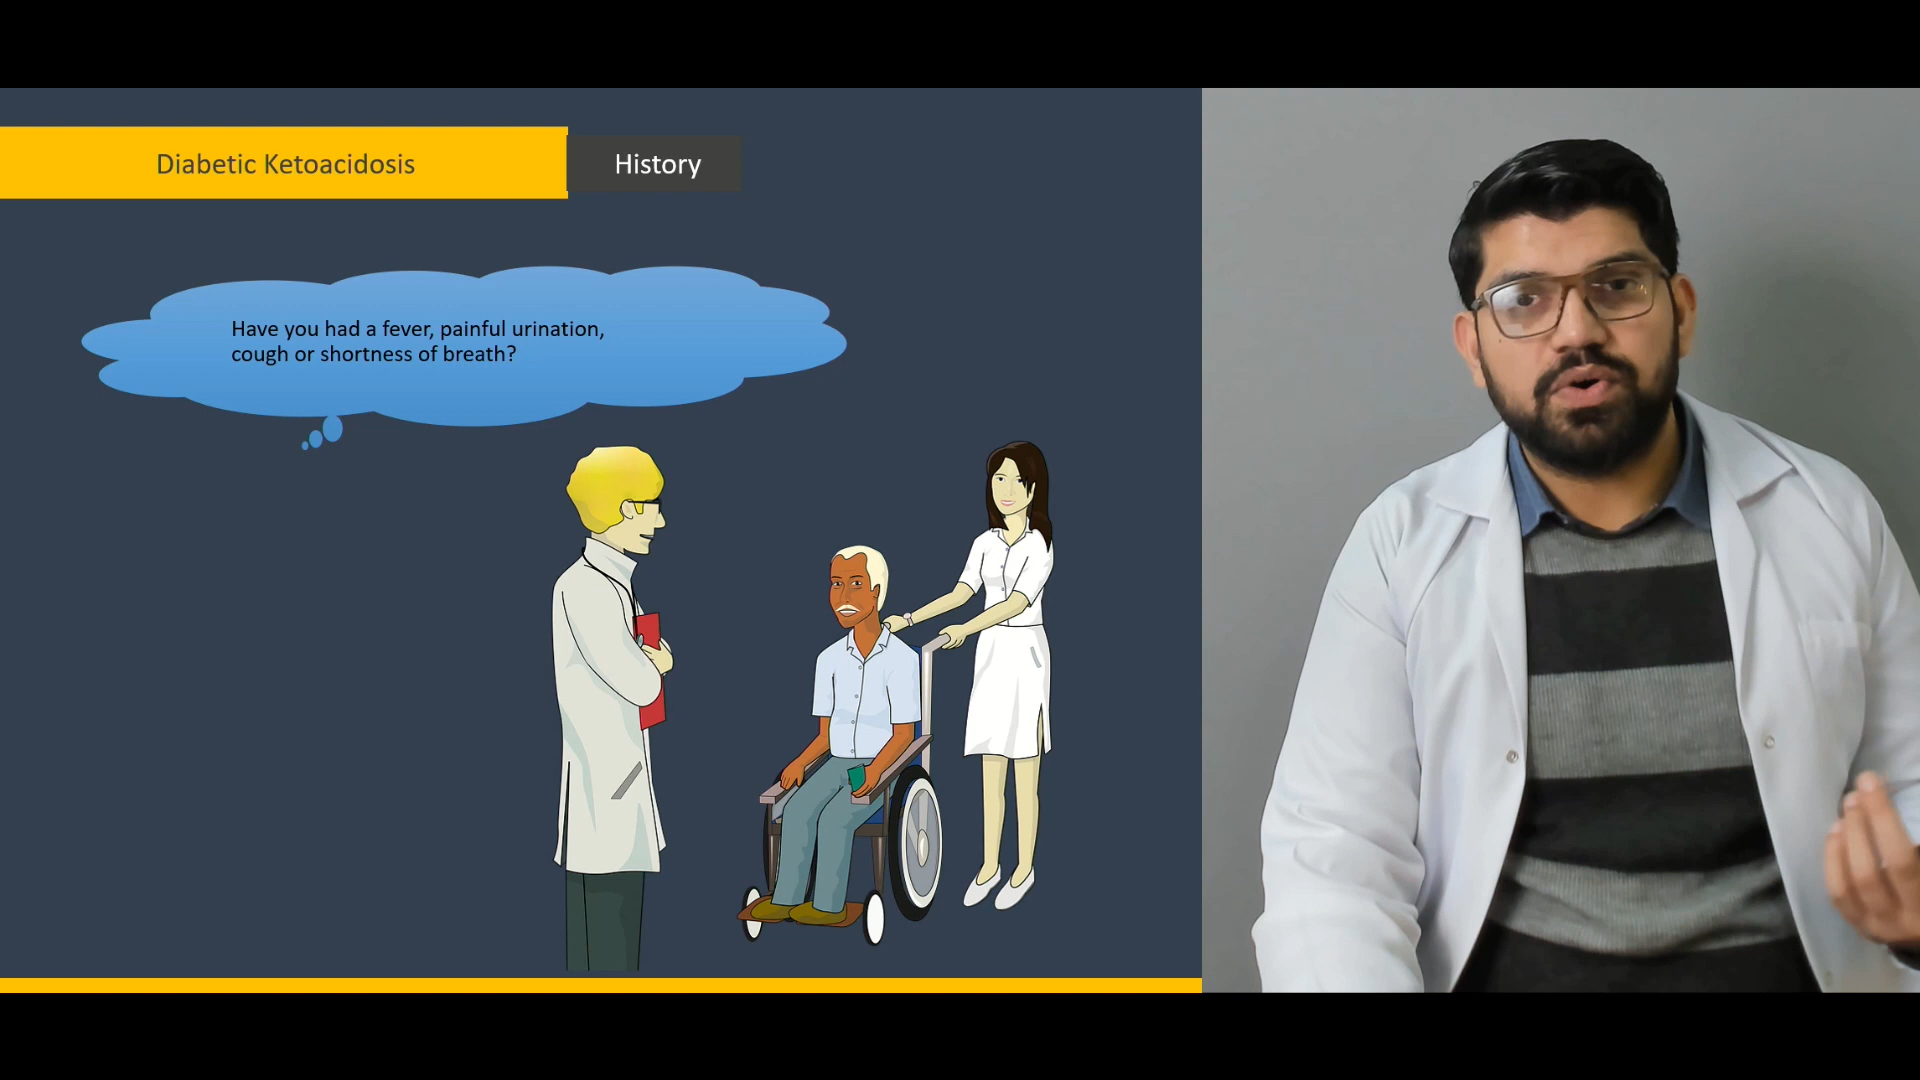 Diabetic Ketoacidosis
History
Have you had a fever, painful urination,
cough or shortness of breath?